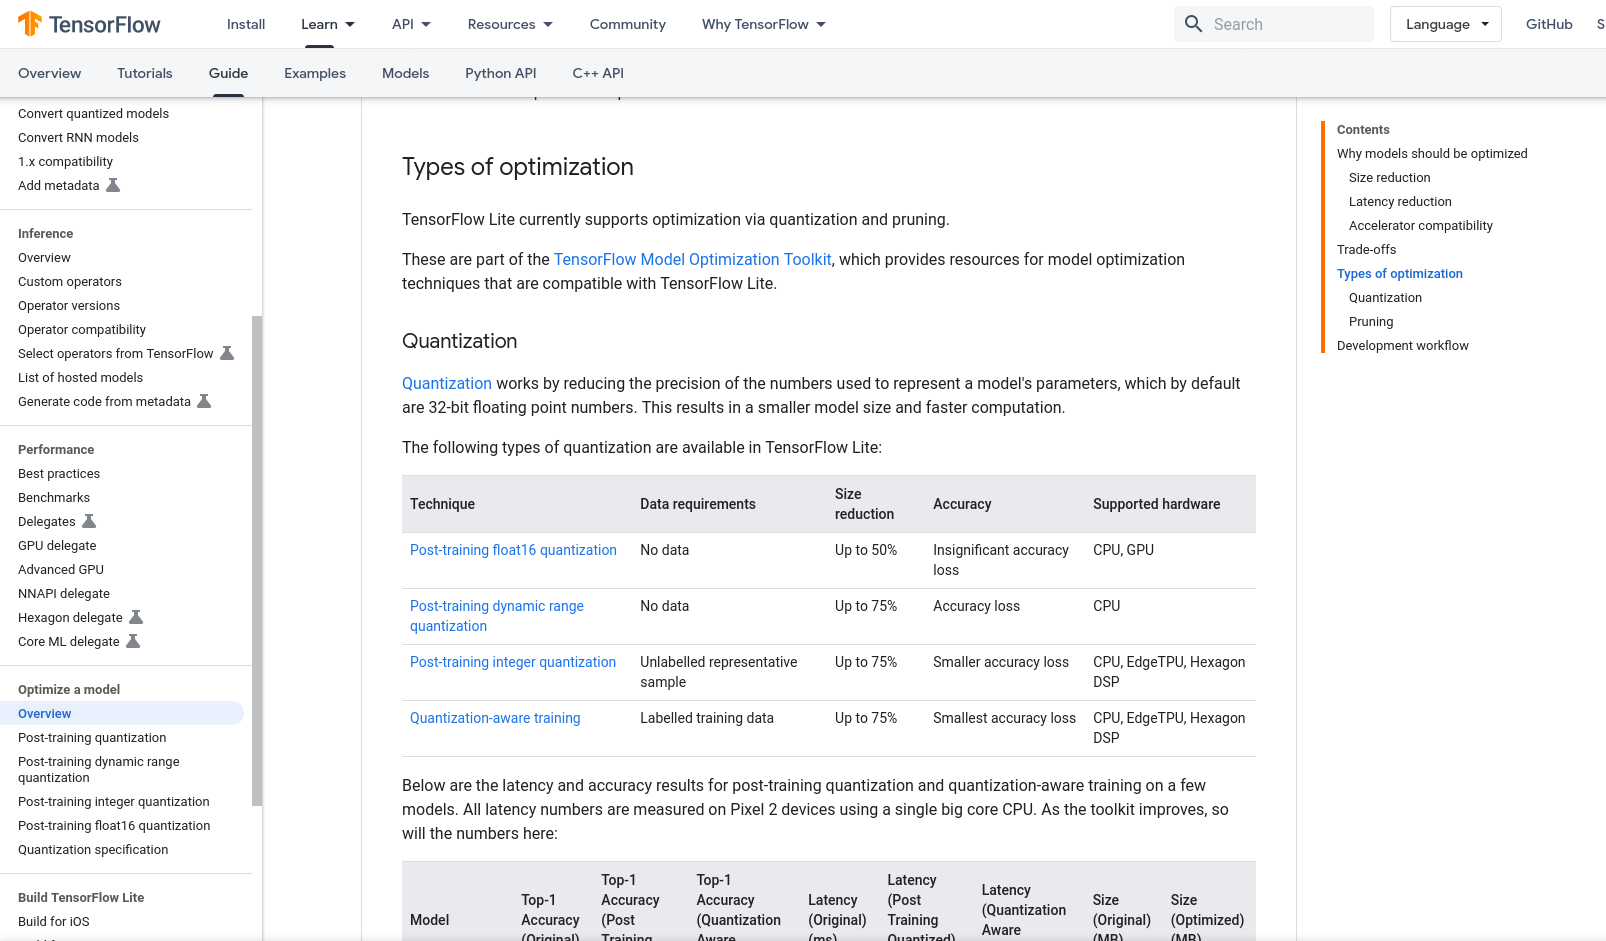 TensorFlow
Install
Learn
API
Resources
Community
Why TensorFlow
Search
Language
GitHub
S
Overview
Tutorials
Guide
Examples
Models
Python API
C++ API
Convert quantized models
Convert RNN models
1.x compatibility
Add metadata
Inference
Overview
Custom operators
Operator versions
Operator compatibility
Select operators from TensorFlow
List of hosted models
Generate code from metadata
Performance
Best practices
Benchmarks
Delegates
GPU delegate
Advanced GPU
NNAPI delegate
Hexagon delegate
Core ML delegate
Optimize a model
Overview
Post-training quantization
Post-training dynamic range
quantization
Post-training integer quantization
Post-training float16 quantization
Quantization specification
Build TensorFlow Lite
Build for iOS
Types of optimization
TensorFlow Lite currently supports optimization via quantization and pruning.
These are part of the TensorFlow Model Optimization Toolkit, which provides resources for model optimization
techniques that are compatible with TensorFlow Lite.
Quantization
Quantization works by reducing the precision of the numbers used to represent a model's parameters, which by default
are 32-bit floating point numbers. This results in a smaller model size and faster computation.
The following types of quantization are available in TensorFlow Lite:
Technique
Data requirements
Size
reduction
Accuracy
Supported hardware
Post-training float16 quantization
No data
Up to 50%
Insignificant accuracy
loss
CPU, GPU
Post-training dynamic range
quantization
No data
Up to 75%
Accuracy loss
CPU
Post-training integer quantization
Unlabelled representative
sample
Up to 75%
Smaller accuracy loss
CPU, EdgeTPU, Hexagon
DSP
Quantization-aware training
Labelled training data
Up to 75%
Smallest accuracy loss
CPU, EdgeTPU, Hexagon
DSP
Below are the latency and accuracy results for post-training quantization and quantization-aware training on a few
models. All latency numbers are measured on Pixel 2 devices using a single big core CPU. As the toolkit improves, so
will the numbers here:
Model
Top-1
Accuracy
(Original)
Top-1
Accuracy
(Post
Training
Top-1
Accuracy
(Quantization
Aware
Latency
(Original)
(ms)
Latency
(Post
Training
Quantized)
Latency
(Quantization
Aware
Size
(Original)
(MB)
Size
(Optimized)
(MB)
Contents
Why models should be optimized
Size reduction
Latency reduction
Accelerator compatibility
Trade-offs
Types of optimization
Quantization
Pruning
Development workflow